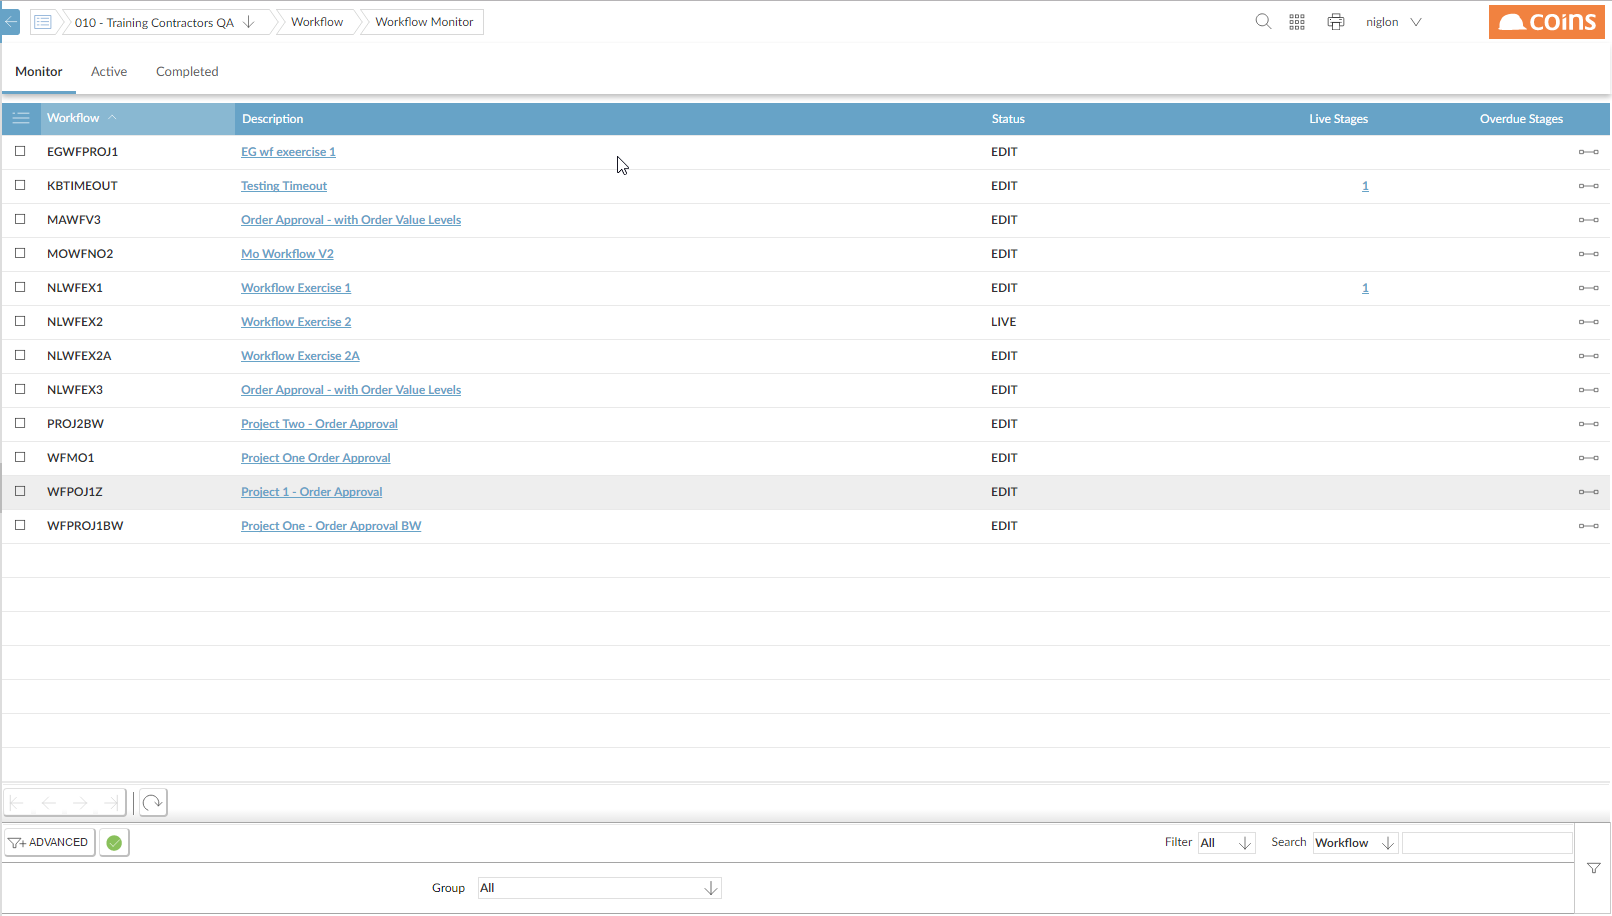 010 - Training Contractors QA Workflow Workflow Monitor niglon coins
Monitor Active Completed
Workflow Description Status Live Stages Overdue Stages
EGWFPROJ1 EG wf exeercise 1 EDIT
KBTIMEOUT Testing Timeout EDIT 1
MAWFV3 Order Approval - with Order Value Levels EDIT
MOWFNO2 Mo Workflow V2 EDIT
NLWFEX1 Workflow Exercise 1 EDIT 1
NLWFEX2 Workflow Exercise 2 LIVE
NLWFEX2A Workflow Exercise 2A EDIT
NLWFEX3 Order Approval - with Order Value Levels EDIT
PROJ2BW Project Two - Order Approval EDIT
WFMO1 Project One Order Approval EDIT
WFPOJ1Z Project 1 - Order Approval EDIT
WFPROJ1BW Project One - Order Approval BW EDIT
ADVANCED Filter All Search Workflow
Group All